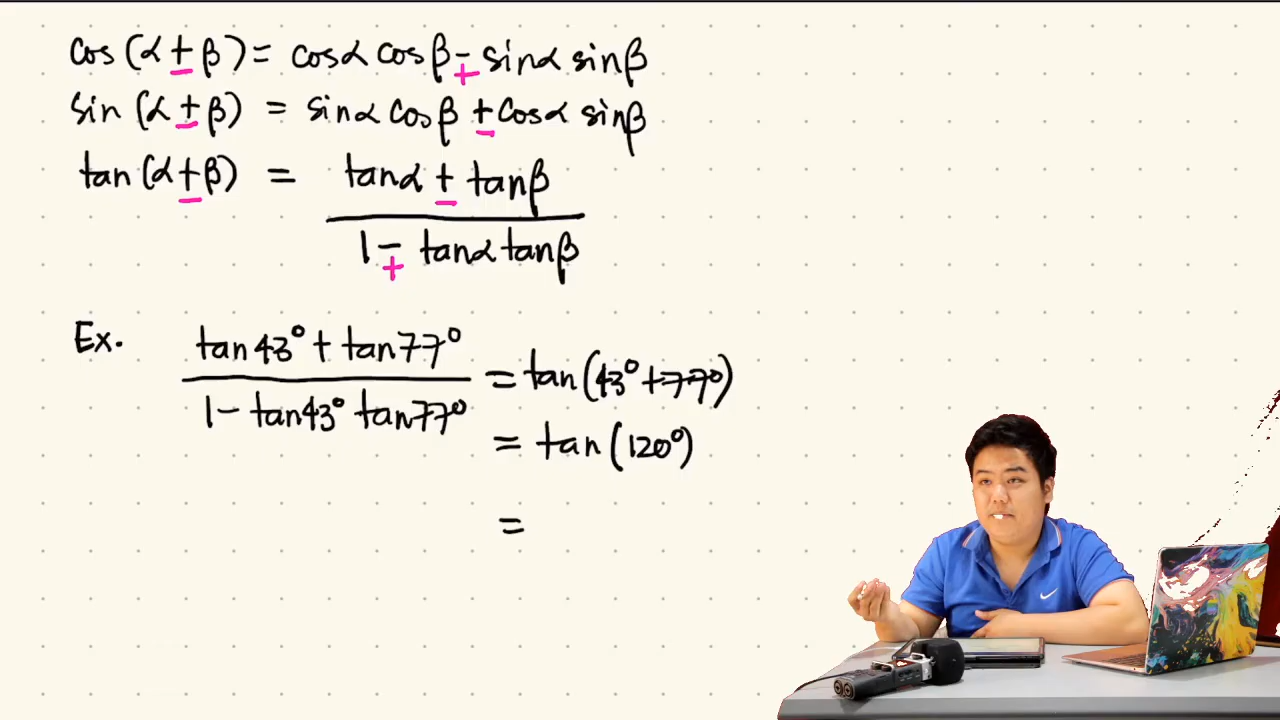 cos(α ± β) = cosα cosβ ∓ sinα sinβ
sin(α ± β) = sinα cosβ ± cosα sinβ
tan(α ± β) = tanα ± tanβ
1 ∓ tanα tanβ
Ex. tan43° + tan77°
1 - tan43° tan77°
= tan(43° + 77°)
= tan(120°)
=